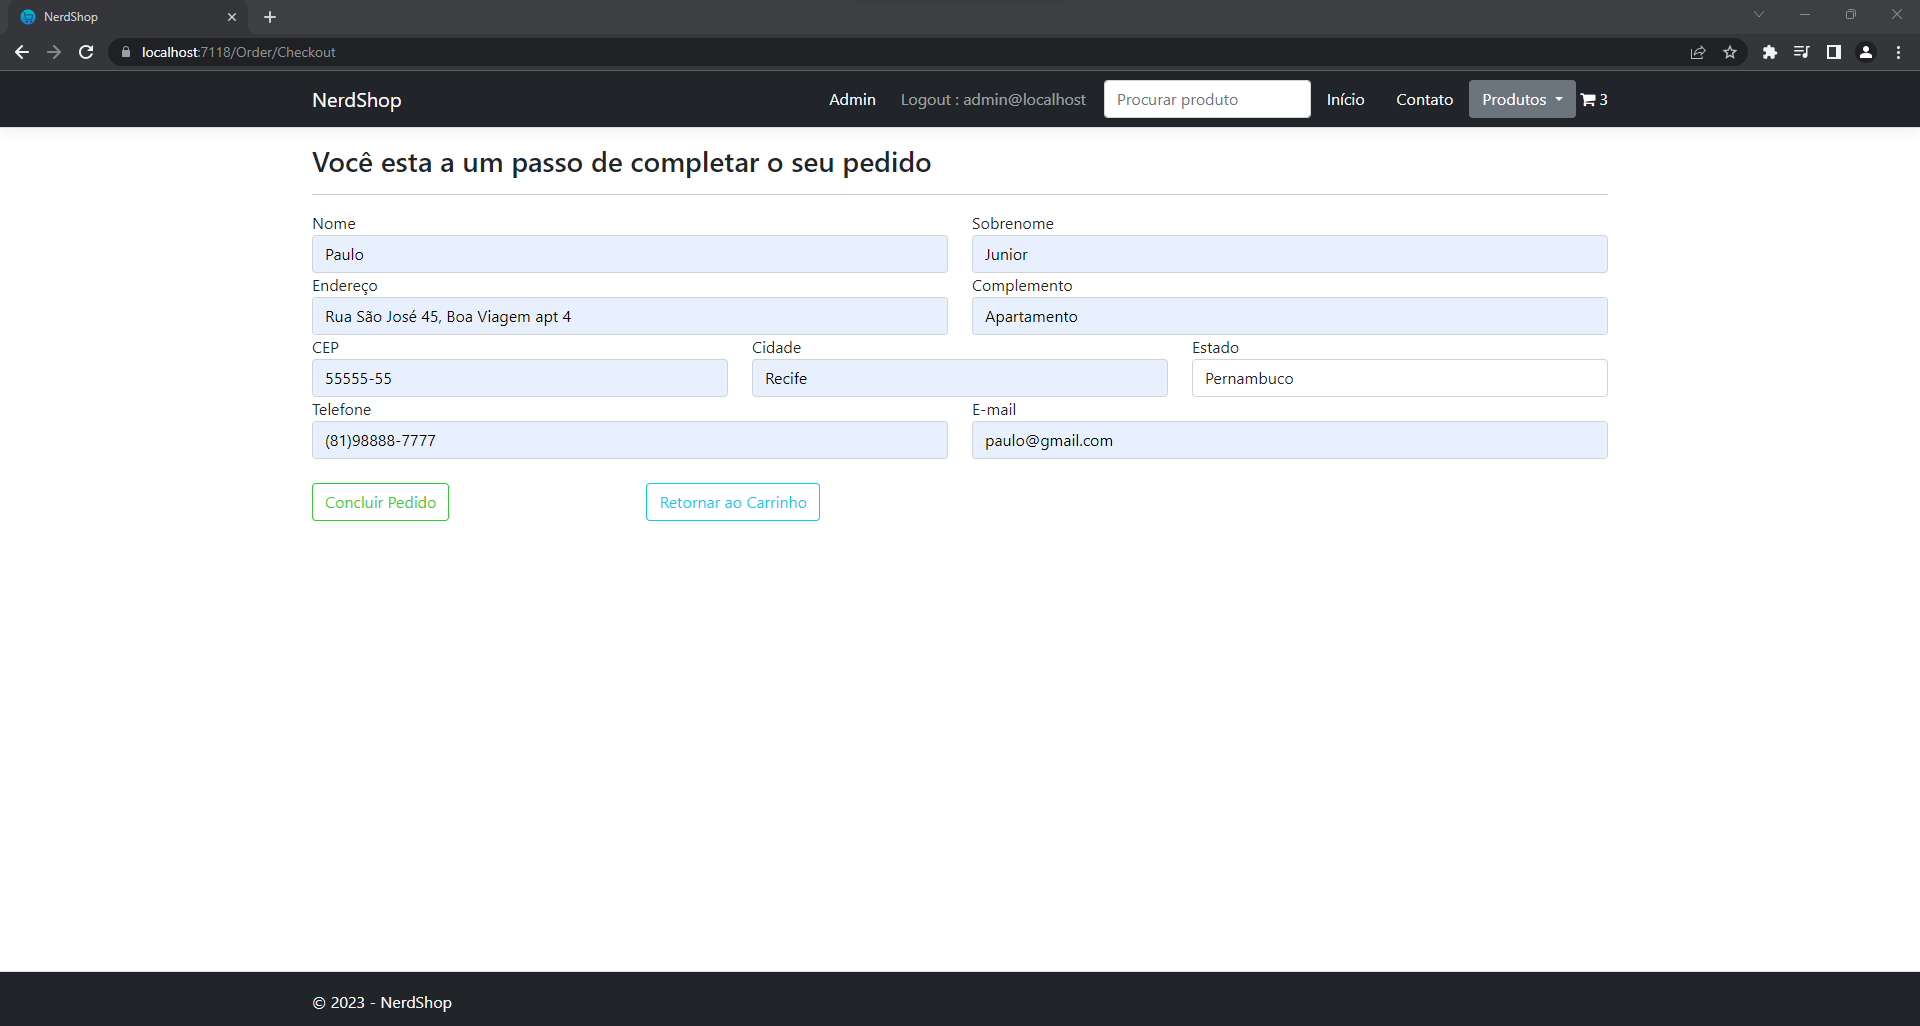 NerdShop
localhost:7118/Order/Checkout
NerdShop Admin Logout : admin@localhost Procurar produto Início Contato Produtos 3
Você esta a um passo de completar o seu pedido
Nome Sobrenome
Paulo Junior
Endereço Complemento
Rua São José 45, Boa Viagem apt 4 Apartamento
CEP Cidade Estado
55555-55 Recife Pernambuco
Telefone E-mail
(81)98888-7777 paulo@gmail.com
Concluir Pedido Retornar ao Carrinho
© 2023 - NerdShop